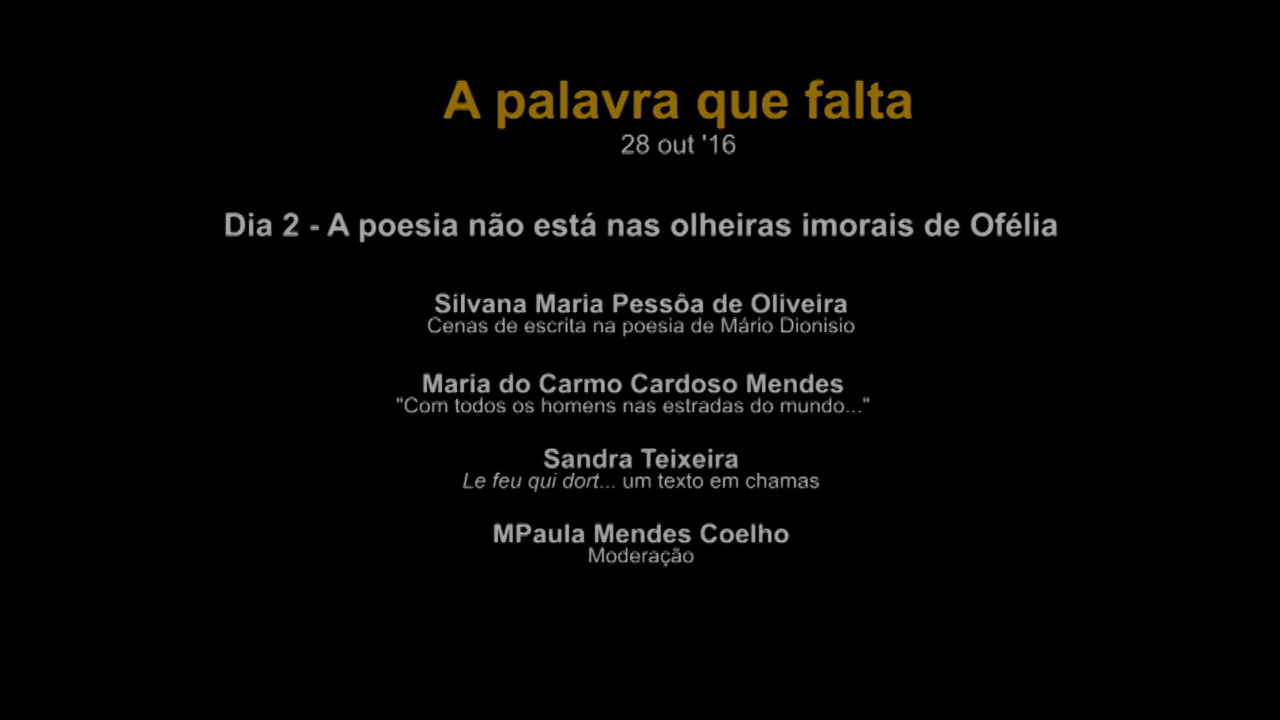 A palavra que falta
28 out '16
Dia 2 - A poesia não está nas olheiras imorais de Ofélia
Silvana Maria Pessôa de Oliveira
Cenas de escrita na poesia de Mário Dionísio
Maria do Carmo Cardoso Mendes
"Com todos os homens nas estradas do mundo..."
Sandra Teixeira
Le feu qui dort... um texto em chamas
MPaula Mendes Coelho
Moderação